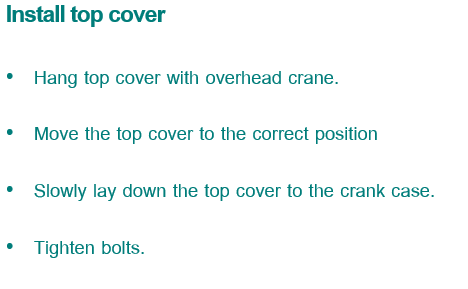 Install top cover
• Hang top cover with overhead crane.
• Move the top cover to the correct position
• Slowly lay down the top cover to the crank case.
• Tighten bolts.